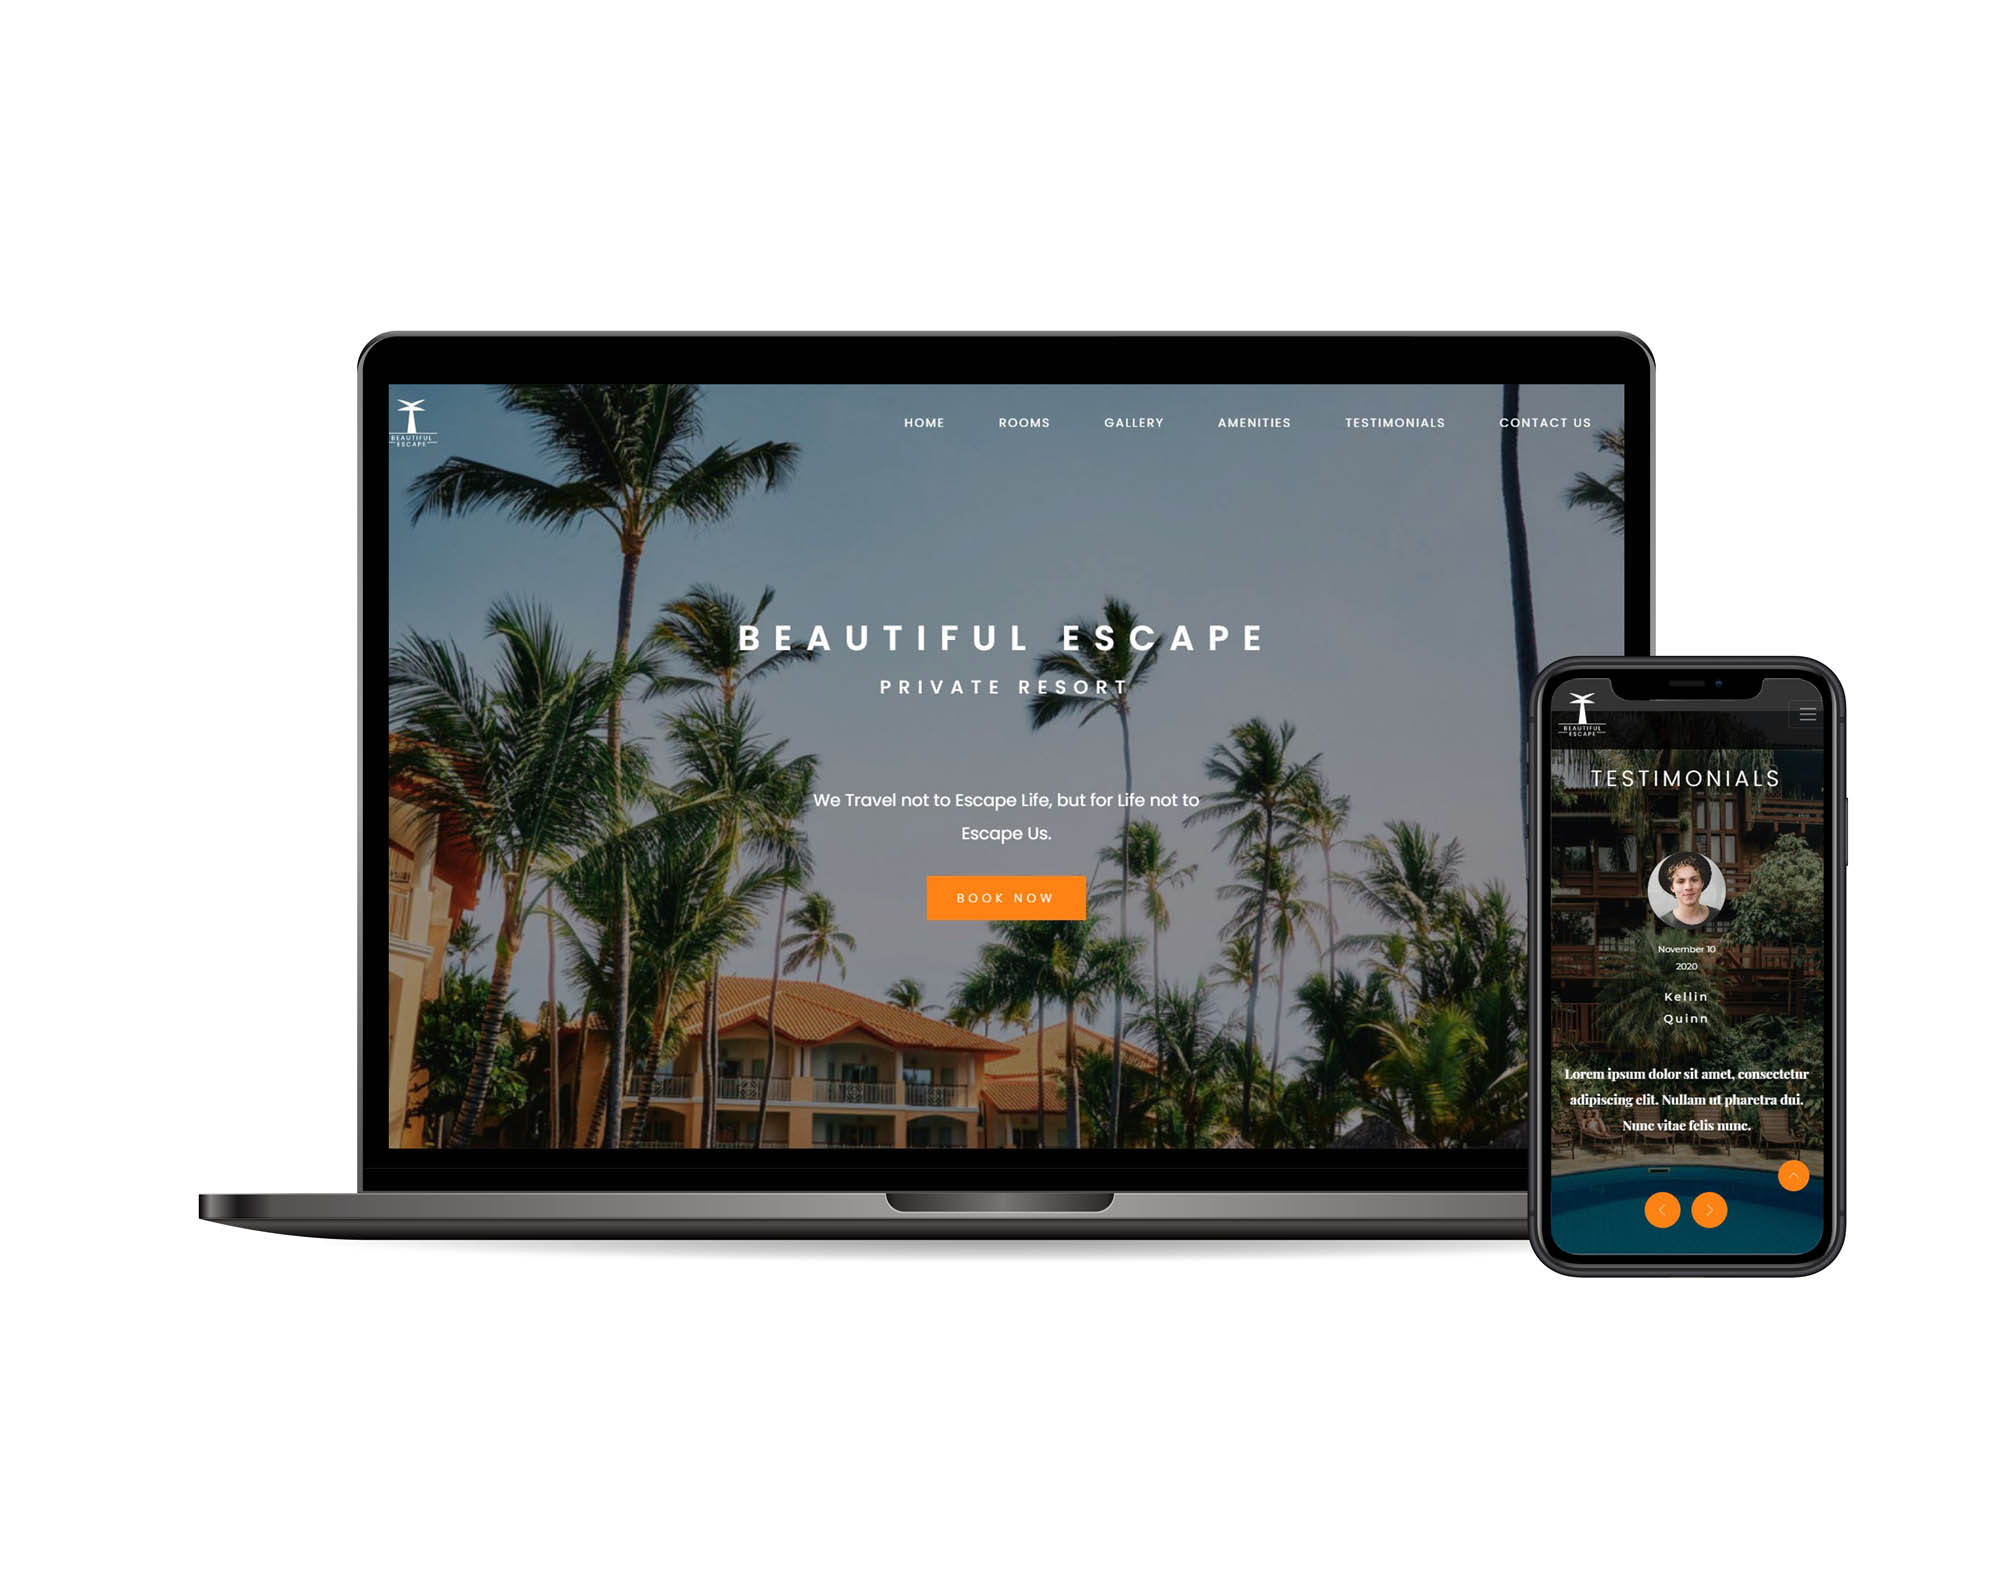 BEAUTIFUL
ESCAPE
HOME ROOMS GALLERY AMENITIES TESTIMONIALS CONTACT US
BEAUTIFUL ESCAPE
PRIVATE RESORT
We Travel not to Escape Life, but for Life not to
Escape Us.
BOOK NOW
BEAUTIFUL
ESCAPE
TESTIMONIALS
November 10
2020
Kellin
Quinn
Lorem ipsum dolor sit amet, consectetur
adipiscing elit. Nullam ut pharetra dui.
Nunc vitae felis nunc.